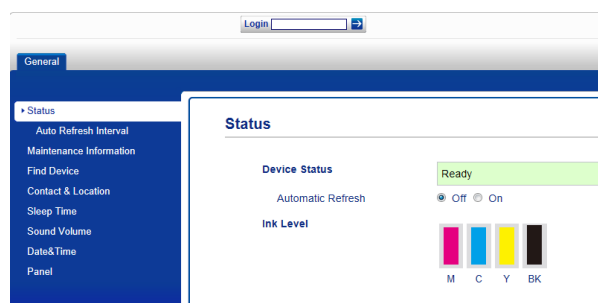 Login
General
Status
Auto Refresh Interval
Maintenance Information
Find Device
Contact & Location
Sleep Time
Sound Volume
Date&Time
Panel
Status
Device Status
Ready
Automatic Refresh
Off On
Ink Level
M C Y BK